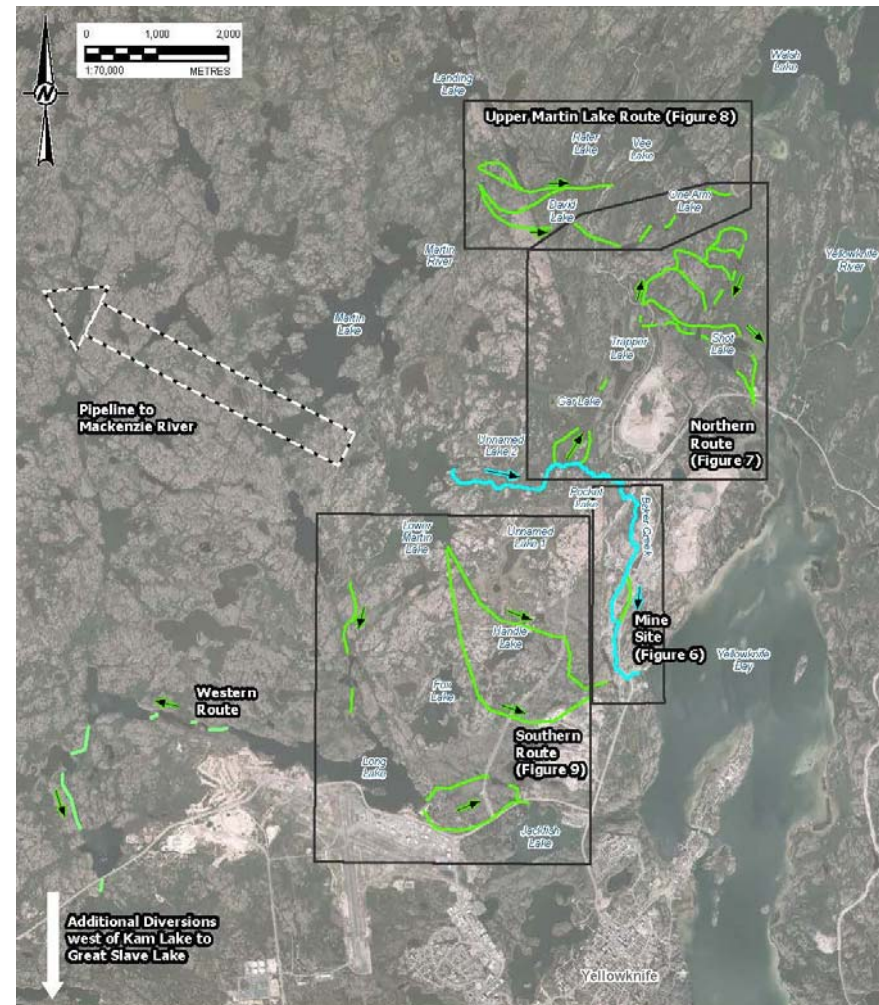 0 1,000 2,000
1:70,000 METRES
N
Walsh
Lake
Landing
Lake
Upper Martin Lake Route (Figure 8)
Rater
Lake
Vee
Lake
David
Lake
One Arm
Lake
Martin
River
Yellowknife
River
Martin
Lake
Trapper
Lake
Shot
Lake
Gar Lake
Pipeline to
Mackenzie River
Northern
Route
(Figure 7)
Unnamed
Lake 2
Pocket
Lake
Baker Creek
Lower
Martin
Lake
Unnamed
Lake 1
Handle
Lake
Mine
Site
(Figure 6)
Yellowknife
Bay
Fox
Lake
Western
Route
Southern
Route
(Figure 9)
Long
Lake
Jackfish
Lake
Additional Diversions
west of Kam Lake to
Great Slave Lake
Yellowknife